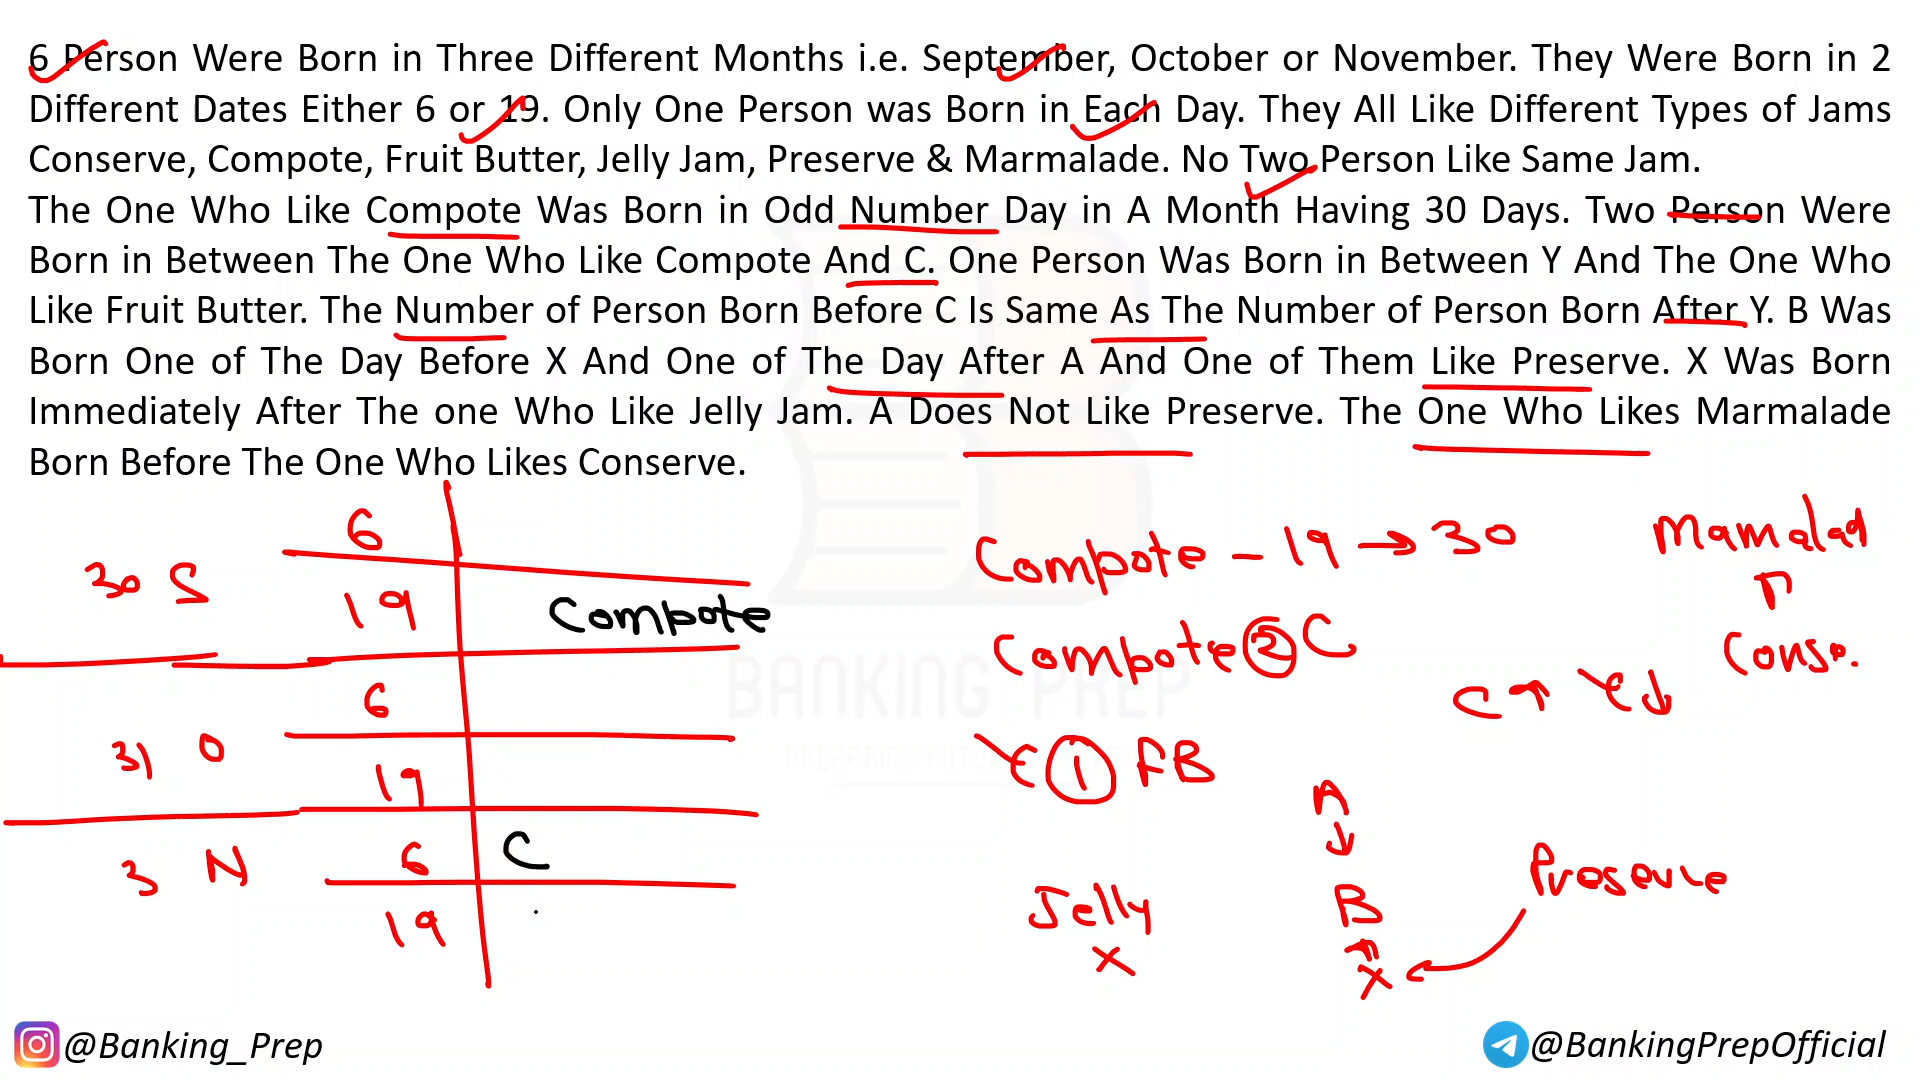 6 Person Were Born in Three Different Months i.e. September, October or November. They Were Born in 2
Different Dates Either 6 or 19. Only One Person was Born in Each Day. They All Like Different Types of Jams
Conserve, Compote, Fruit Butter, Jelly Jam, Preserve & Marmalade. No Two Person Like Same Jam.
The One Who Like Compote Was Born in Odd Number Day in A Month Having 30 Days. Two Person Were
Born in Between The One Who Like Compote And C. One Person Was Born in Between Y And The One Who
Like Fruit Butter. The Number of Person Born Before C Is Same As The Number of Person Born After Y. B Was
Born One of The Day Before X And One of The Day After A And One of Them Like Preserve. X Was Born
Immediately After The one Who Like Jelly Jam. A Does Not Like Preserve. The One Who Likes Marmalade
Born Before The One Who Likes Conserve.
6
30 S
19 Compote
6
31 O
19
3 N
6 C
19
Compote - 19 → 30
Compote ② C
Y ① FB
Jelly
X
C ↑ Y ↓
A
↓
B
↑
X
Preserve
Mamalad
↑
Conse.
BANKING PREP
@Banking_Prep
@BankingPrepOfficial